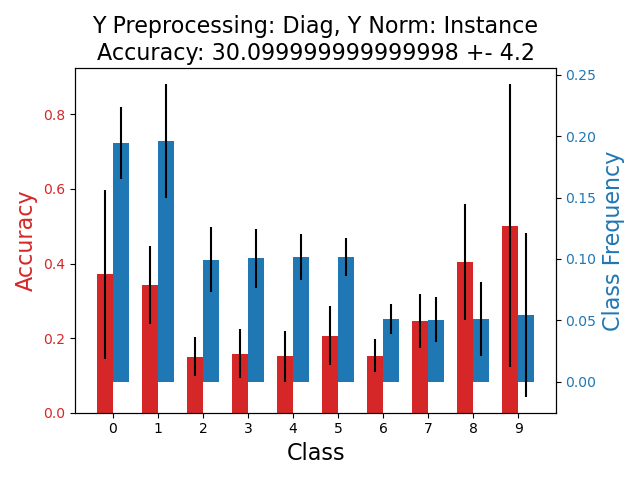 Y Preprocessing: Diag, Y Norm: Instance
Accuracy: 30.099999999999998 +- 4.2
0.8
0.6
0.4
0.2
0.0
Accuracy
0.25
0.20
0.15
0.10
0.05
0.00
Class Frequency
0 1 2 3 4 5 6 7 8 9
Class